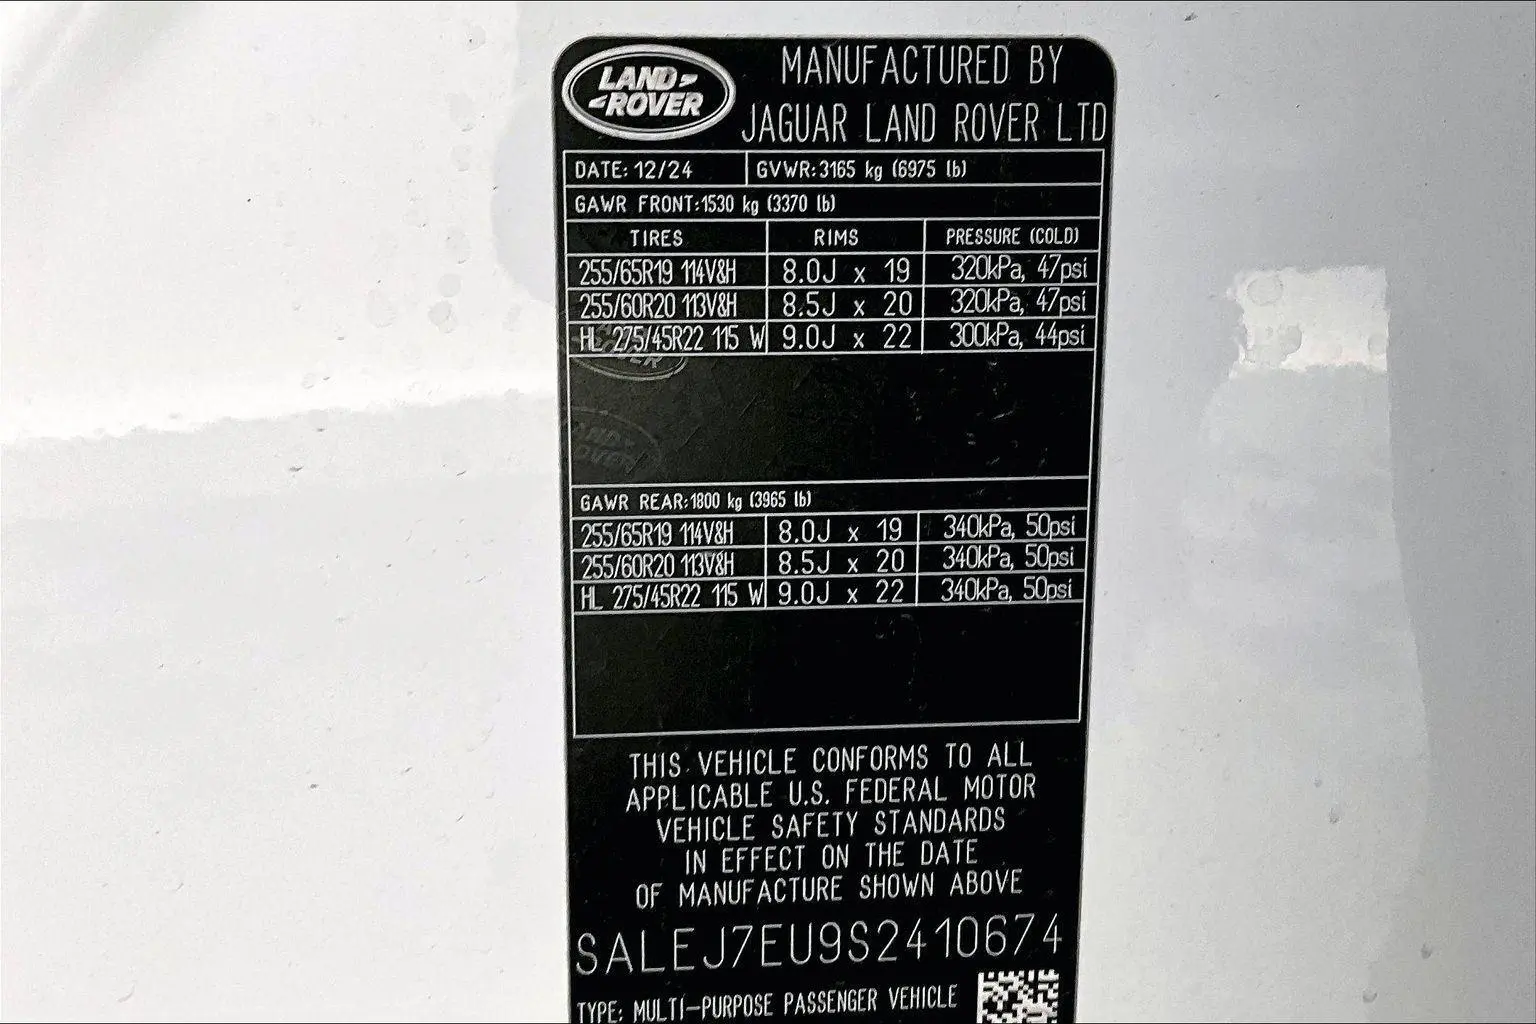 LAND ROVER
MANUFACTURED BY
JAGUAR LAND ROVER LTD
DATE: 12/24 GVWR:3165 kg (6975 lb)
GAWR FRONT:1530 kg (3370 lb)
TIRES RIMS PRESSURE (COLD)
255/65R19 114V&H 8.0J x 19 320kPa, 47psi
255/60R20 113V&H 8.5J x 20 320kPa, 47psi
HL 275/45R22 115 W 9.0J x 22 300kPa, 44psi
GAWR REAR:1800 kg (3965 lb)
255/65R19 114V&H 8.0J x 19 340kPa, 50psi
255/60R20 113V&H 8.5J x 20 340kPa, 50psi
HL 275/45R22 115 W 9.0J x 22 340kPa, 50psi
THIS VEHICLE CONFORMS TO ALL
APPLICABLE U.S. FEDERAL MOTOR
VEHICLE SAFETY STANDARDS
IN EFFECT ON THE DATE
OF MANUFACTURE SHOWN ABOVE
SALEJ7EU9S2410674
TYPE: MULTI-PURPOSE PASSENGER VEHICLE